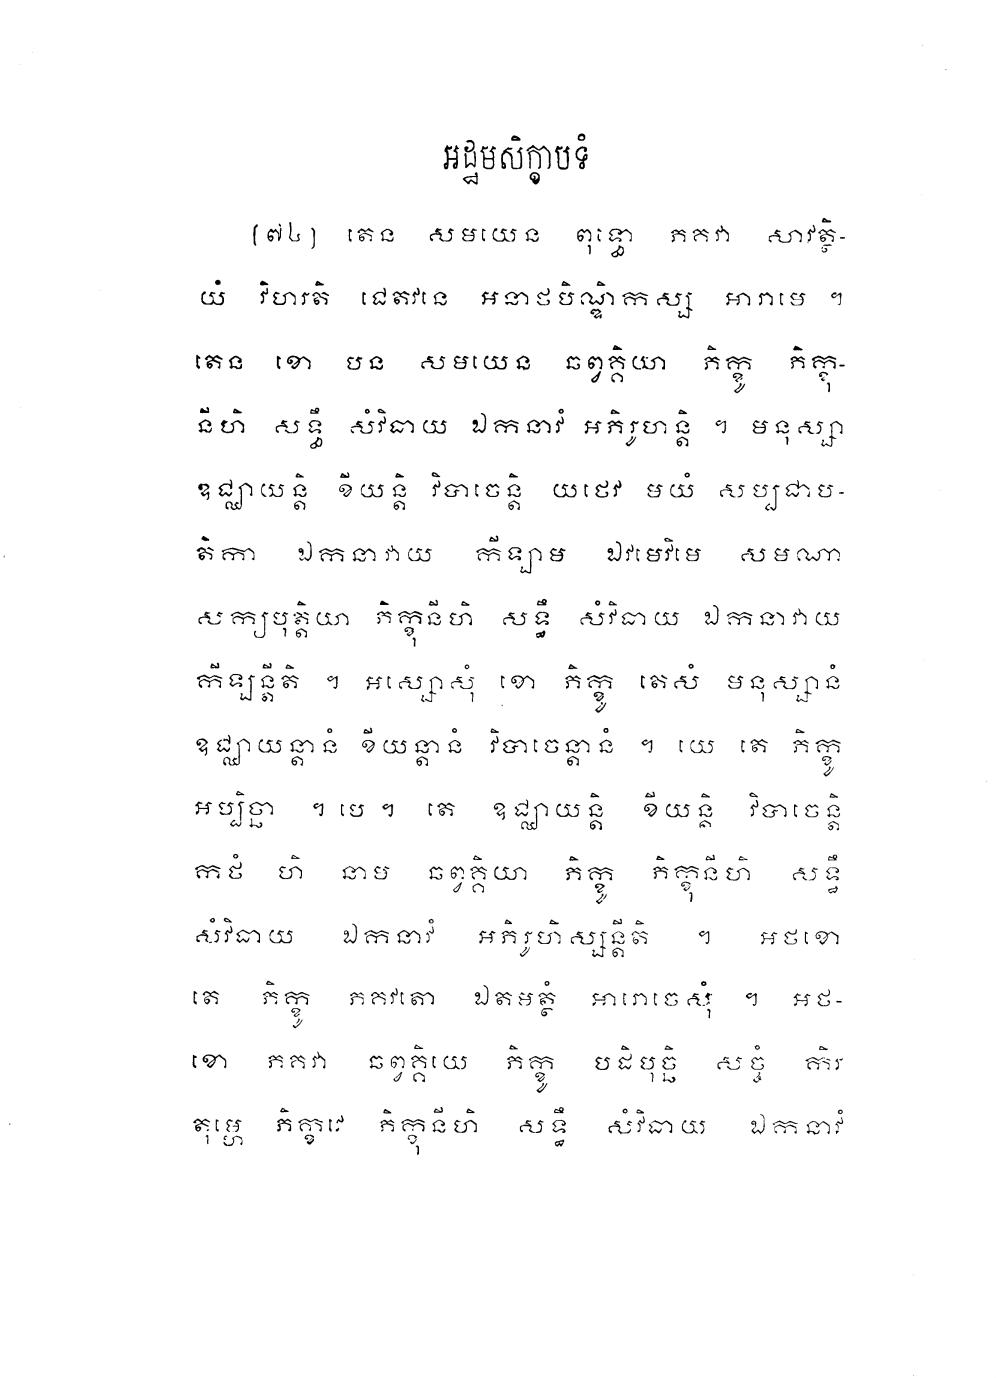 អដ្ឋមសិក្ខាបទំ
(៧៤) តេន សមយេន ពុទ្ធោ ភគវា សាវត្ថិ-
យំ វិហរតិ ជេតវនេ អនាថបិណ្ឌិកស្ស អារាមេ ។
តេន ខោ បន សមយេន ឆព្វគ្គិយា ភិក្ខូ ភិក្ខុ-
នីហិ សទ្ធឹ សំវិធាយ ឯកនាវំ អភិរូហន្តិ ។ មនុស្សា
ឧជ្ឈាយន្តិ ខីយន្តិ វិបាចេន្តិ យថេវ មយំ សប្បជាប-
តិកា ឯកនាវាយ កីឡាម ឯវមេវិមេ សមណា
សក្យបុត្តិយា ភិក្ខុនីហិ សទ្ធឹ សំវិធាយ ឯកនាវាយ
កីឡន្តីតិ ។ អស្សោសុំ ខោ ភិក្ខូ តេសំ មនុស្សានំ
ឧជ្ឈាយន្តានំ ខីយន្តានំ វិបាចេន្តានំ ។ យេ តេ ភិក្ខូ
អប្បិច្ឆា ។ បេ ។ តេ ឧជ្ឈាយន្តិ ខីយន្តិ វិបាចេន្តិ
កថំ ហិ នាម ឆព្វគ្គិយា ភិក្ខូ ភិក្ខុនីហិ សទ្ធឹ
សំវិធាយ ឯកនាវំ អភិរូហិស្សន្តីតិ ។ អថខោ
តេ ភិក្ខូ ភគវតោ ឯតមត្ថំ អារោចេសុំ ។ អថ-
ខោ ភគវា ឆព្វគ្គិយេ ភិក្ខូ បដិបុច្ឆិ សច្ចំ កិរ
តុម្ហេ ភិក្ខវេ ភិក្ខុនីហិ សទ្ធឹ សំវិធាយ ឯកនាវំ